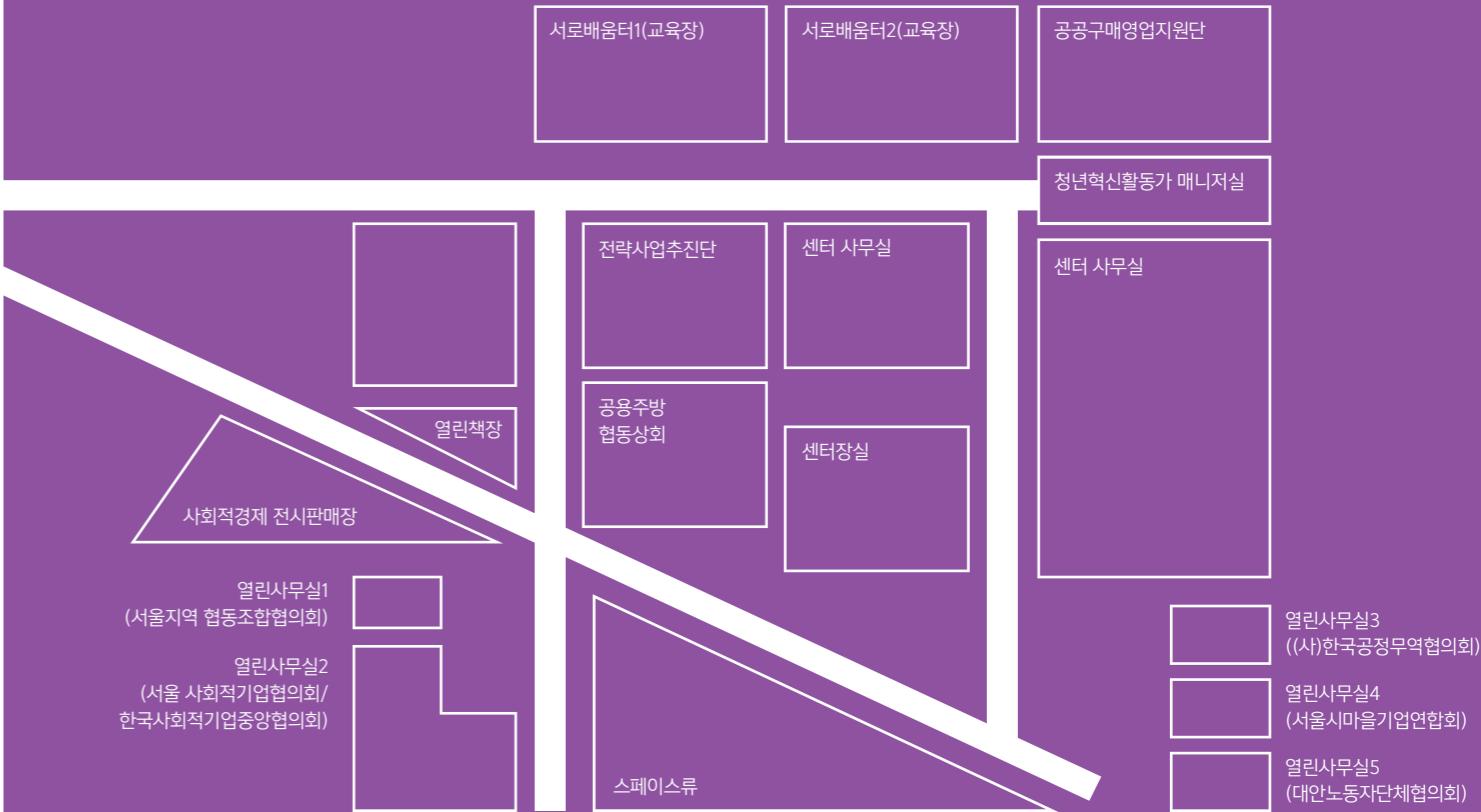 서로배움터1(교육장)
서로배움터2(교육장)
공공구매영업지원단
청년혁신활동가 매니저실
전략사업추진단
센터 사무실
센터 사무실
열린책장
공용주방
협동상회
센터장실
사회적경제 전시판매장
열린사무실1
(서울지역 협동조합협의회)
열린사무실2
(서울 사회적기업협의회/
한국사회적기업중앙협의회)
스페이스류
열린사무실3
((사)한국공정무역협의회)
열린사무실4
(서울시마을기업연합회)
열린사무실5
(대안노동자단체협의회)